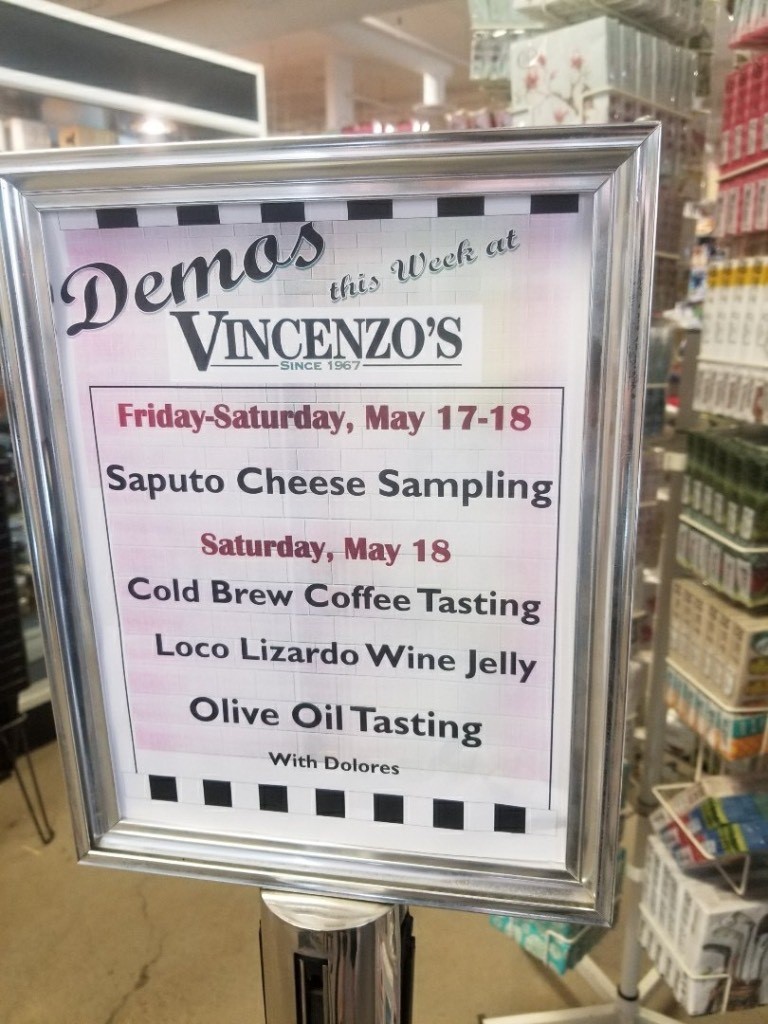 Demos
this Week at
VINCENZO'S
SINCE 1967
Friday-Saturday, May 17-18
Saputo Cheese Sampling
Saturday, May 18
Cold Brew Coffee Tasting
Loco Lizardo Wine Jelly
Olive Oil Tasting
With Dolores